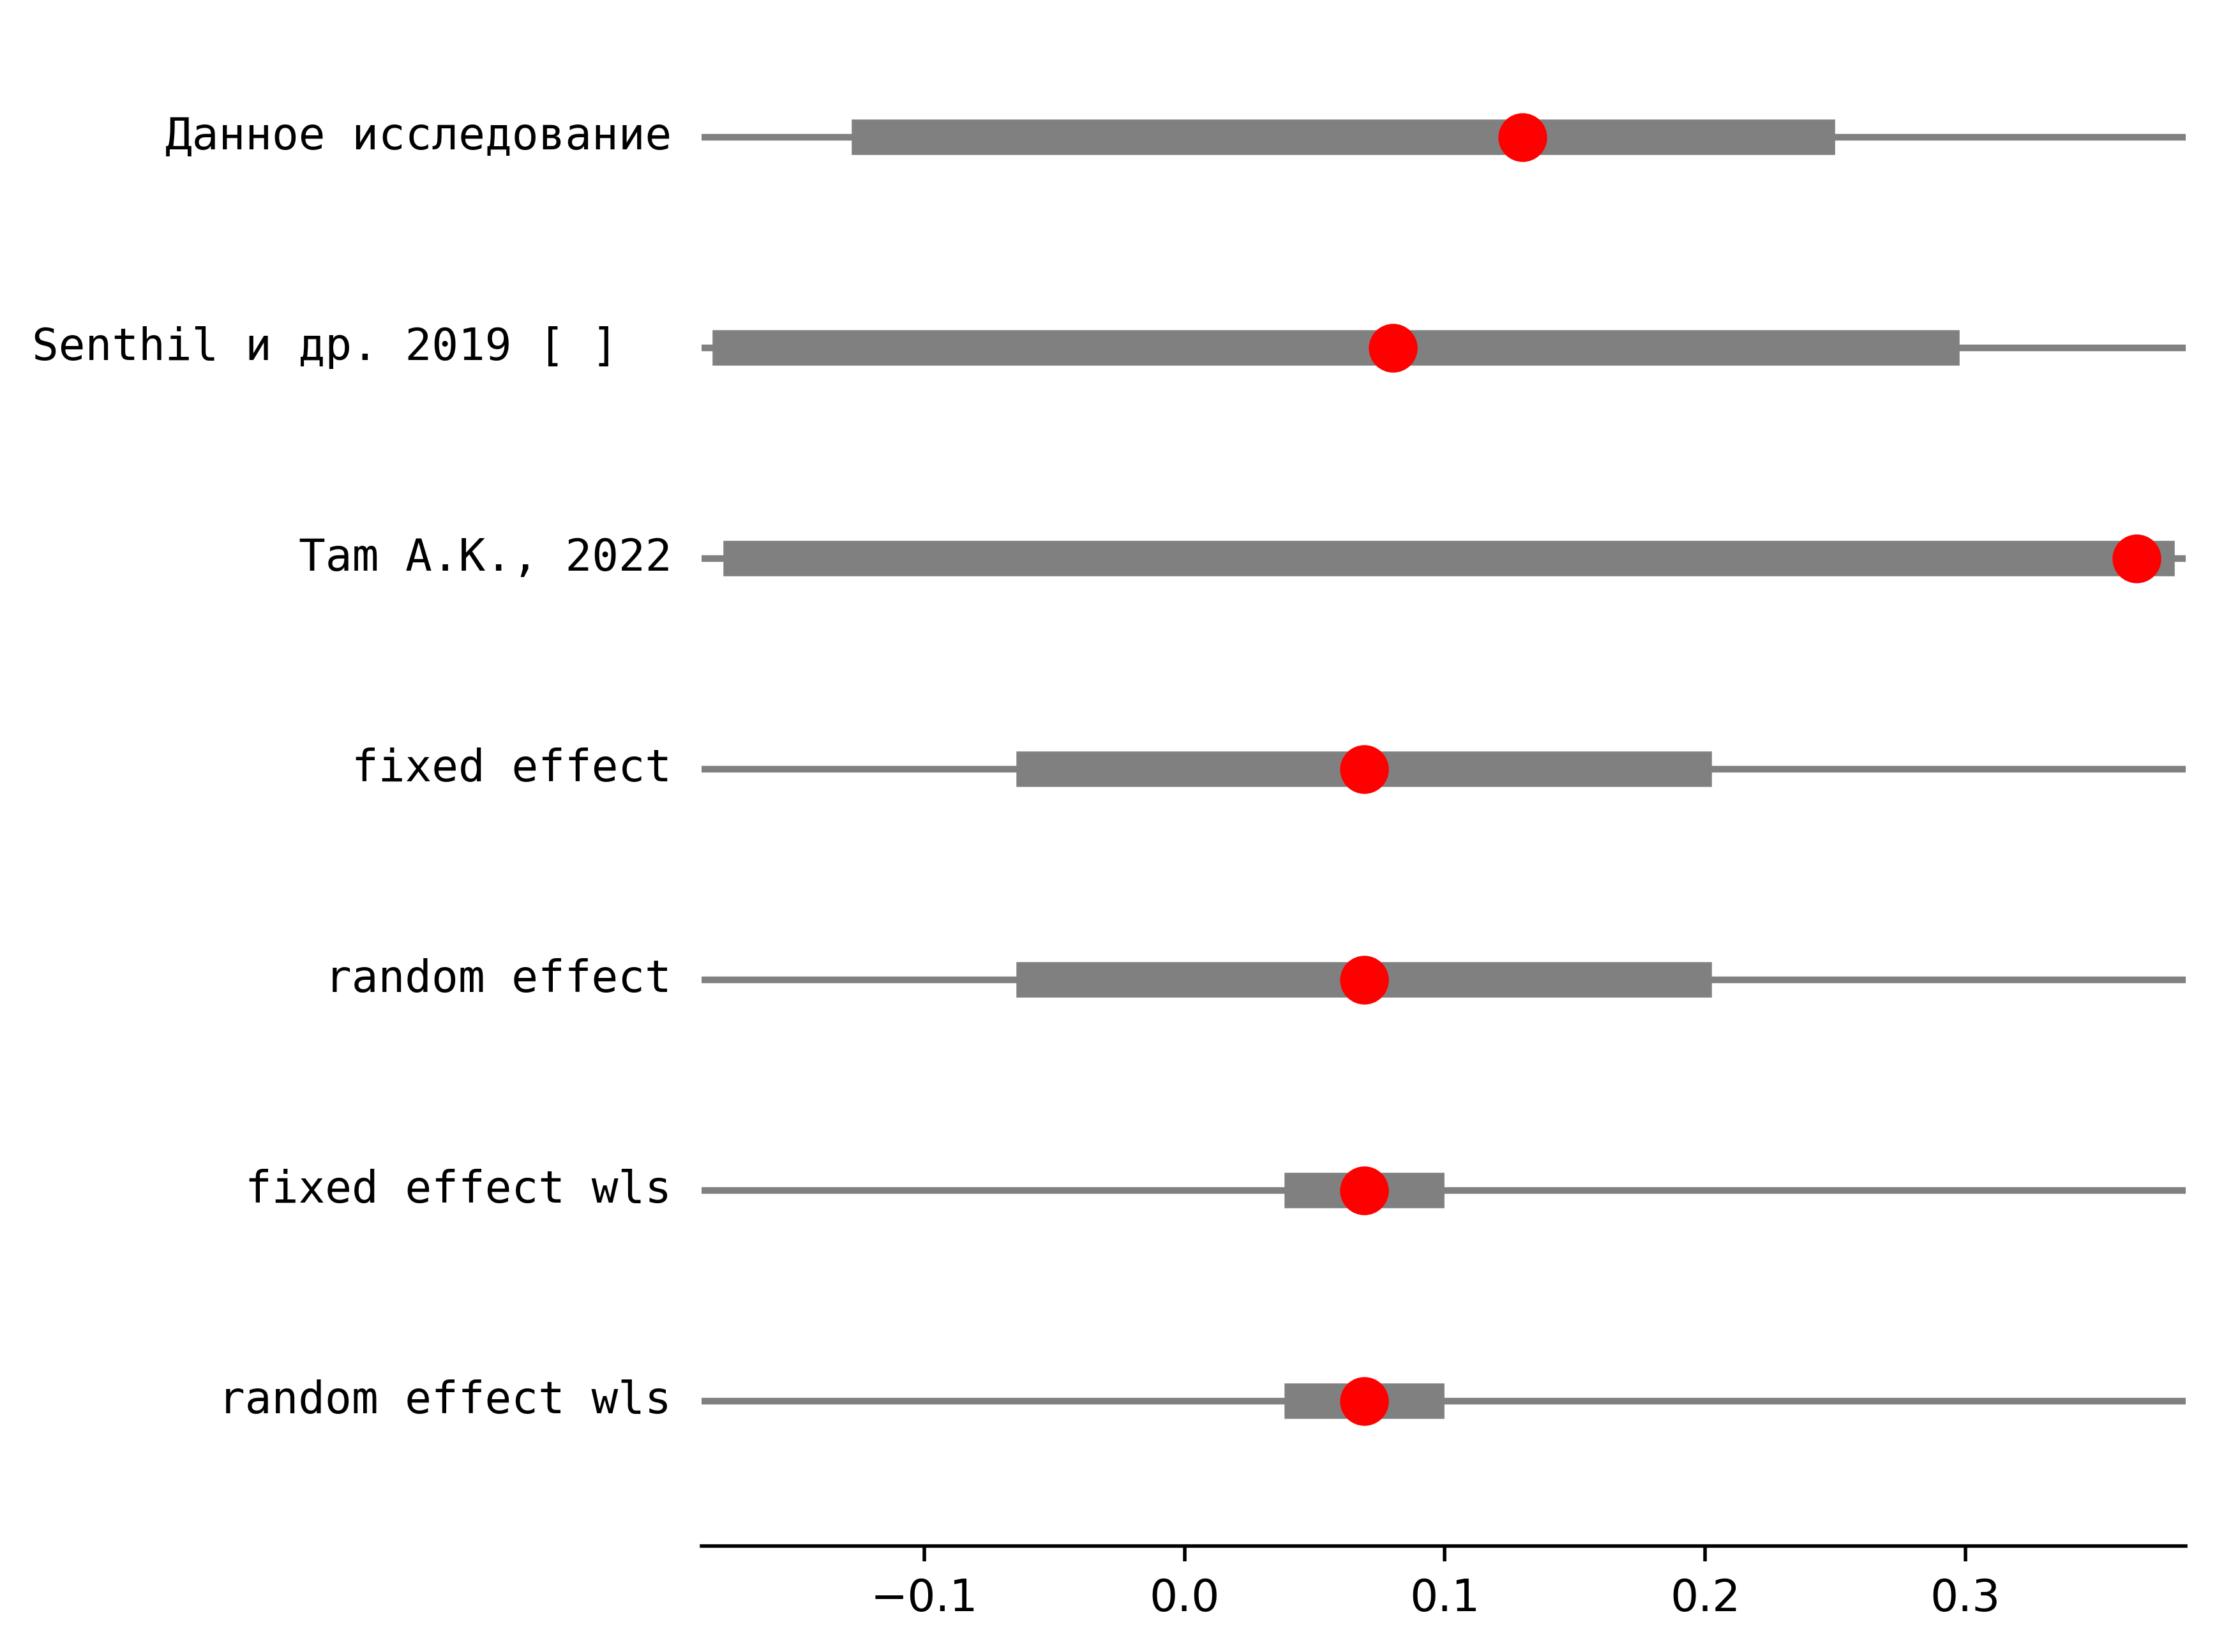 Данное исследование
Senthil и др. 2019 [ ]
Tam A.K., 2022
fixed effect
random effect
fixed effect wls
random effect wls
−0.1 0.0 0.1 0.2 0.3